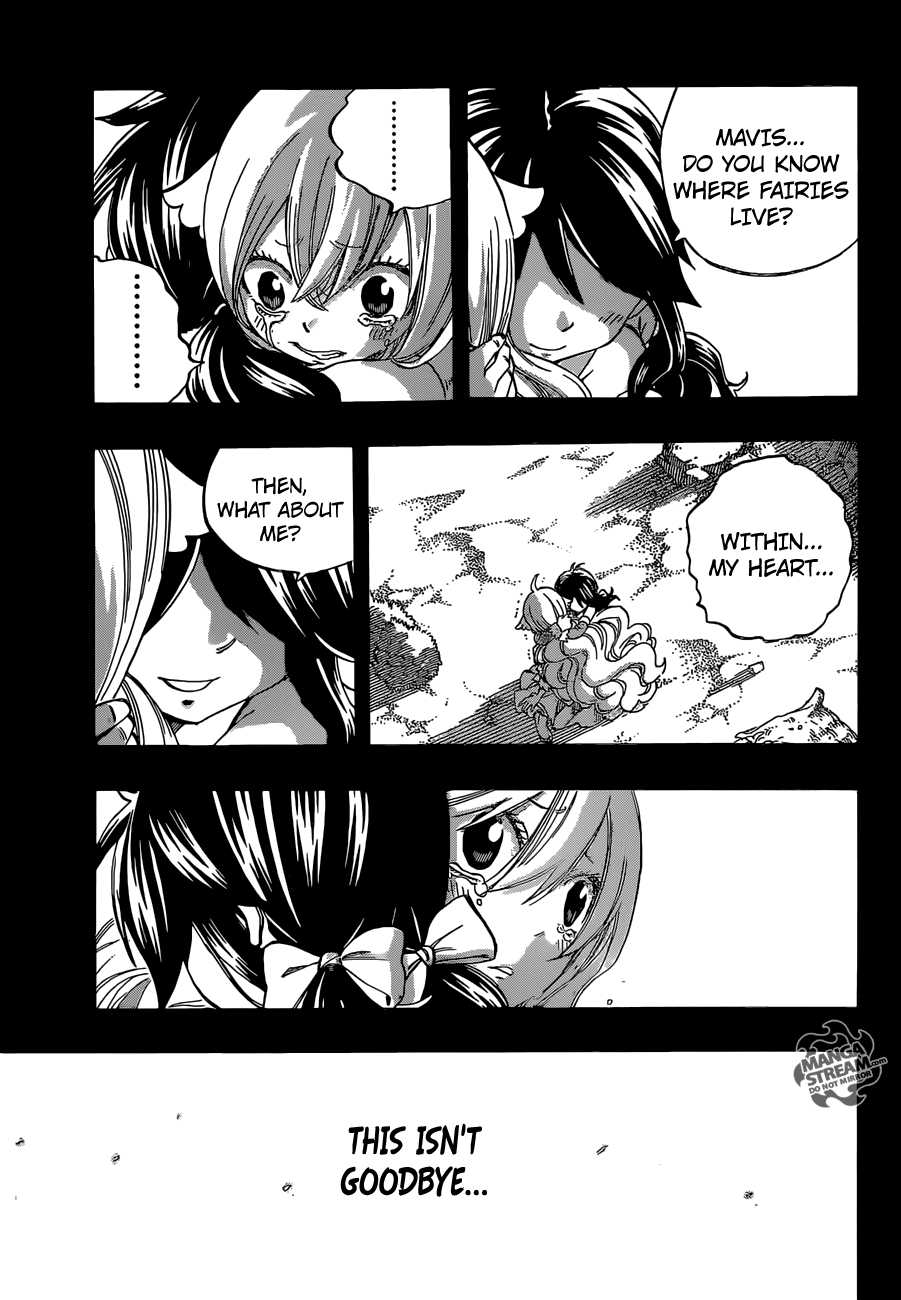 MAVIS...
DO YOU KNOW
WHERE FAIRIES
LIVE?
.........
.........
WITHIN...
MY HEART...
THEN,
WHAT ABOUT
ME?
THIS ISN'T
GOODBYE...
MANGA
STREAM.com
DO NOT MIRROR